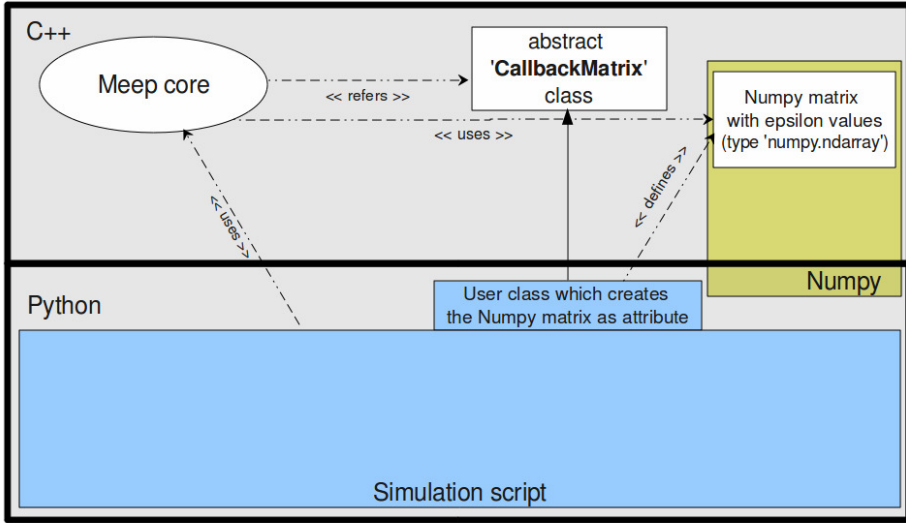 C++
Meep core
abstract
'CallbackMatrix'
class
<< refers >>
<< uses >>
Numpy matrix
with epsilon values
(type 'numpy.ndarray')
<< uses >>
<< defines >>
Numpy
Python
User class which creates
the Numpy matrix as attribute
Simulation script